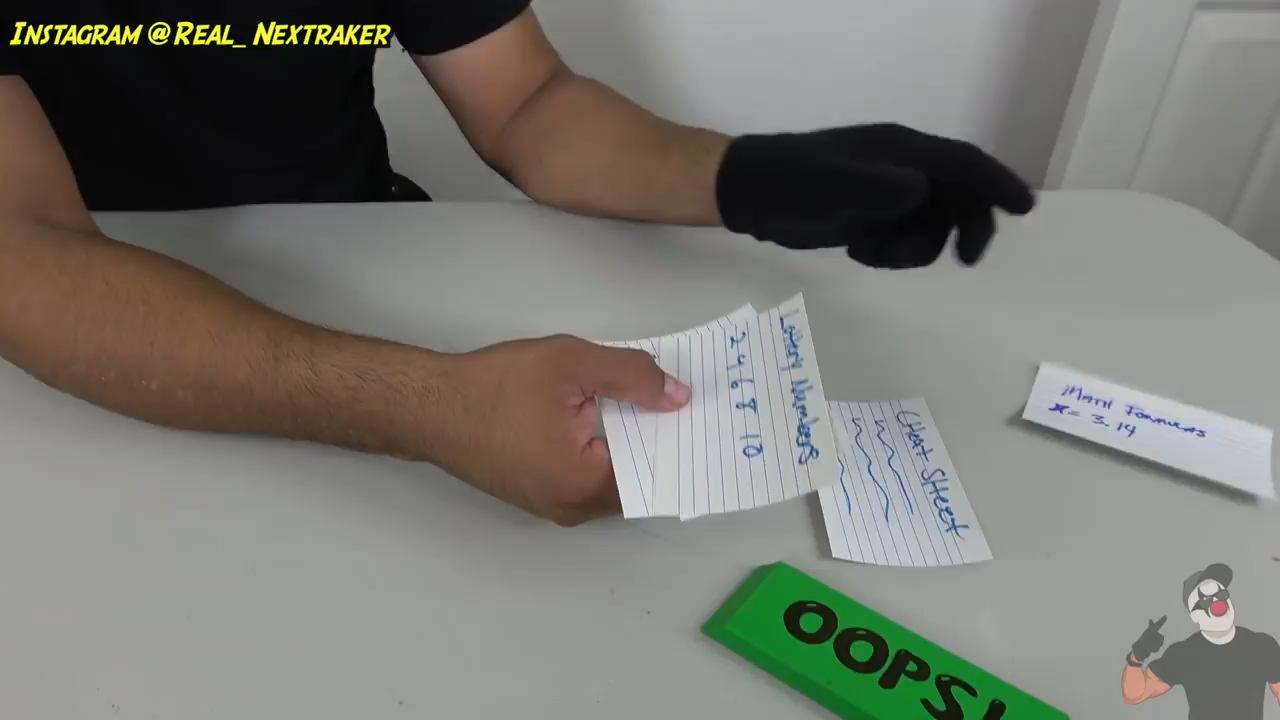 Instagram @Real_ Nextraker
Lottery Numbers
2 4 6 8 10
CHEAT SHEET
MATH FORMULAS
= 3.14
OOPS!